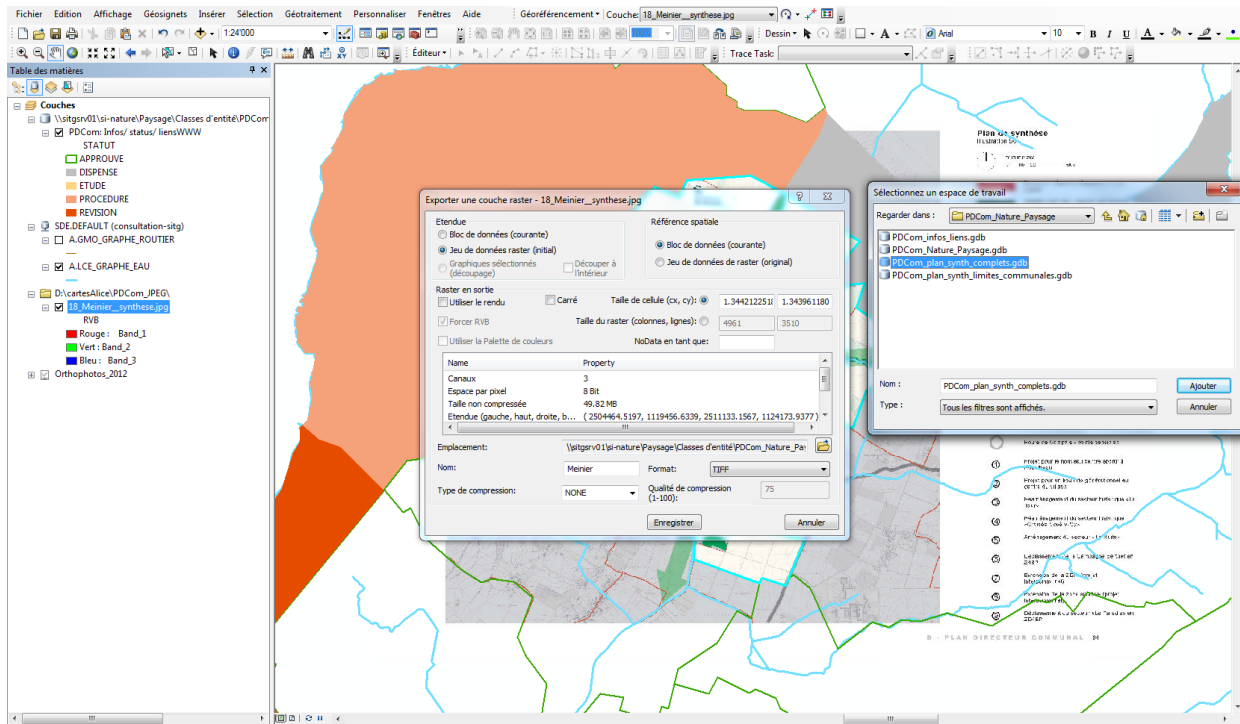 Fichier Edition Affichage Géosignets Insérer Sélection Géotraitement Personnaliser Fenêtres Aide Géoréférencement Couche: 18_Meinier__synthese.jpg
1:24'000 Dessin Arial 10 B I U A
Éditeur Trace Task:
Table des matières
Couches
\\sitgsrv01\si-nature\Paysage\Classes d'entité\PDCom
PDCom: Infos/ status/ liensWWW
STATUT
APPROUVE
DISPENSE
ETUDE
PROCEDURE
REVISION
SDE.DEFAULT (consultation-sitg)
A.GMO_GRAPHE_ROUTIER
A.LCE_GRAPHE_EAU
D:\cartesAlice\PDCom_JPEG\
18_Meinier_synthese.jpg
RVB
Rouge : Band_1
Vert : Band_2
Bleu : Band_3
Orthophotos_2012
Plan de synthèse
Exporter une couche raster - 18_Meinier__synthese.jpg
Etendue
Bloc de données (courante)
Jeu de données raster (initial)
Graphiques sélectionnés (découpage)
Découper à l'intérieur
Référence spatiale
Bloc de données (courante)
Jeu de données de raster (original)
Raster en sortie
Utiliser le rendu Carré Taille de cellule (cx, cy): 1.344212251 1.343961180
Forcer RVB Taille du raster (colonnes, lignes): 4961 3510
Utiliser la Palette de couleurs NoData en tant que:
Name Property
Canaux 3
Espace par pixel 8 Bit
Taille non compressée 49.82 MB
Etendue (gauche, haut, droite, b... ( 2504464.5197, 1119456.6339, 2511133.1567, 1124173.9377 )
Emplacement: \\sitgsrv01\si-nature\Paysage\Classes d'entité\PDCom_Nature_Pay
Nom: Meinier Format: TIFF
Type de compression: NONE Qualité de compression (1-100): 75
Enregistrer Annuler
Sélectionnez un espace de travail
Regarder dans : PDCom_Nature_Paysage
PDCom_infos_liens.gdb
PDCom_Nature_Paysage.gdb
PDCom_plan_synth_complets.gdb
PDCom_plan_synth_limites_communales.gdb
Nom : PDCom_plan_synth_complets.gdb Ajouter
Type : Tous les filtres sont affichés. Annuler
B - PLAN DIRECTEUR COMMUNAL